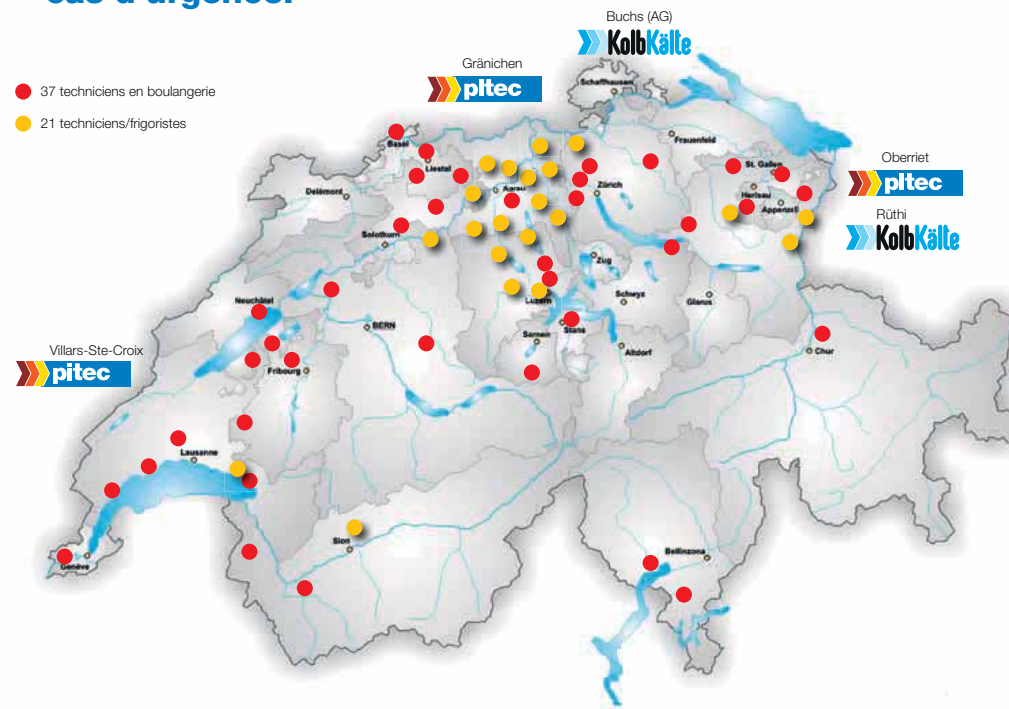 cas d'urgence.
37 techniciens en boulangerie
21 techniciens/frigoristes
Buchs (AG)
KolbKälte
Gränichen
pitec
Oberriet
pitec
Rüthi
KolbKälte
Villars-Ste-Croix
pitec
Schaffhausen
Basel
Liestal
Frauenfeld
St. Gallen
Herisau
Appenzell
Delémont
Aarau
Zürich
Solothurn
Zug
Luzern
Schwyz
Glarus
Neuchâtel
BERN
Stans
Sarnen
Altdorf
Chur
Fribourg
Lausanne
Sion
Bellinzona
Genève